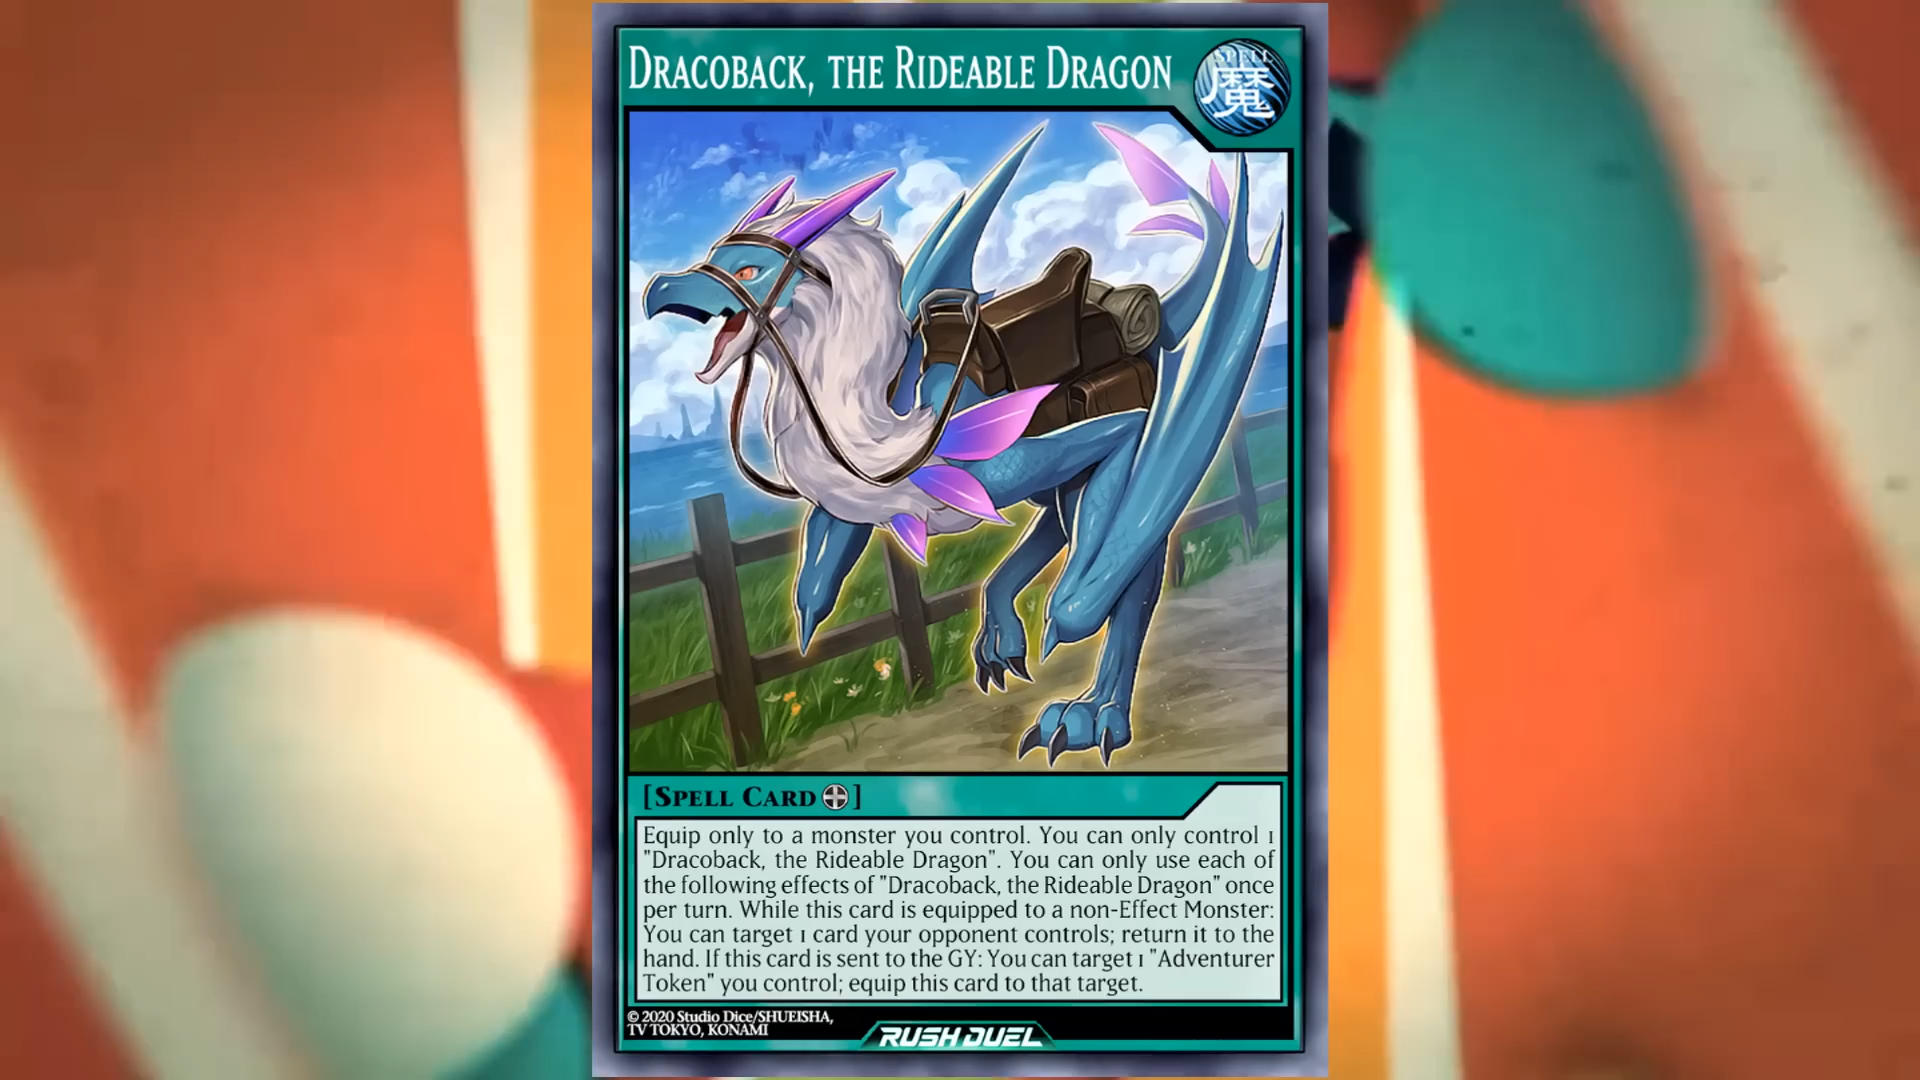 DRACOBACK, THE RIDEABLE DRAGON
SPELL
魔
[SPELL CARD]
Equip only to a monster you control. You can only control 1
"Dracoback, the Rideable Dragon". You can only use each of
the following effects of "Dracoback, the Rideable Dragon" once
per turn. While this card is equipped to a non-Effect Monster:
You can target 1 card your opponent controls; return it to the
hand. If this card is sent to the GY: You can target 1 "Adventurer
Token" you control; equip this card to that target.
© 2020 Studio Dice/SHUEISHA,
TV TOKYO, KONAMI
RUSH DUEL